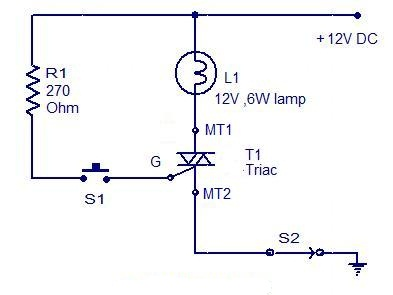 +12V DC
R1
270
Ohm
L1
12V ,6W lamp
MT1
G
T1
Triac
S1
MT2
S2